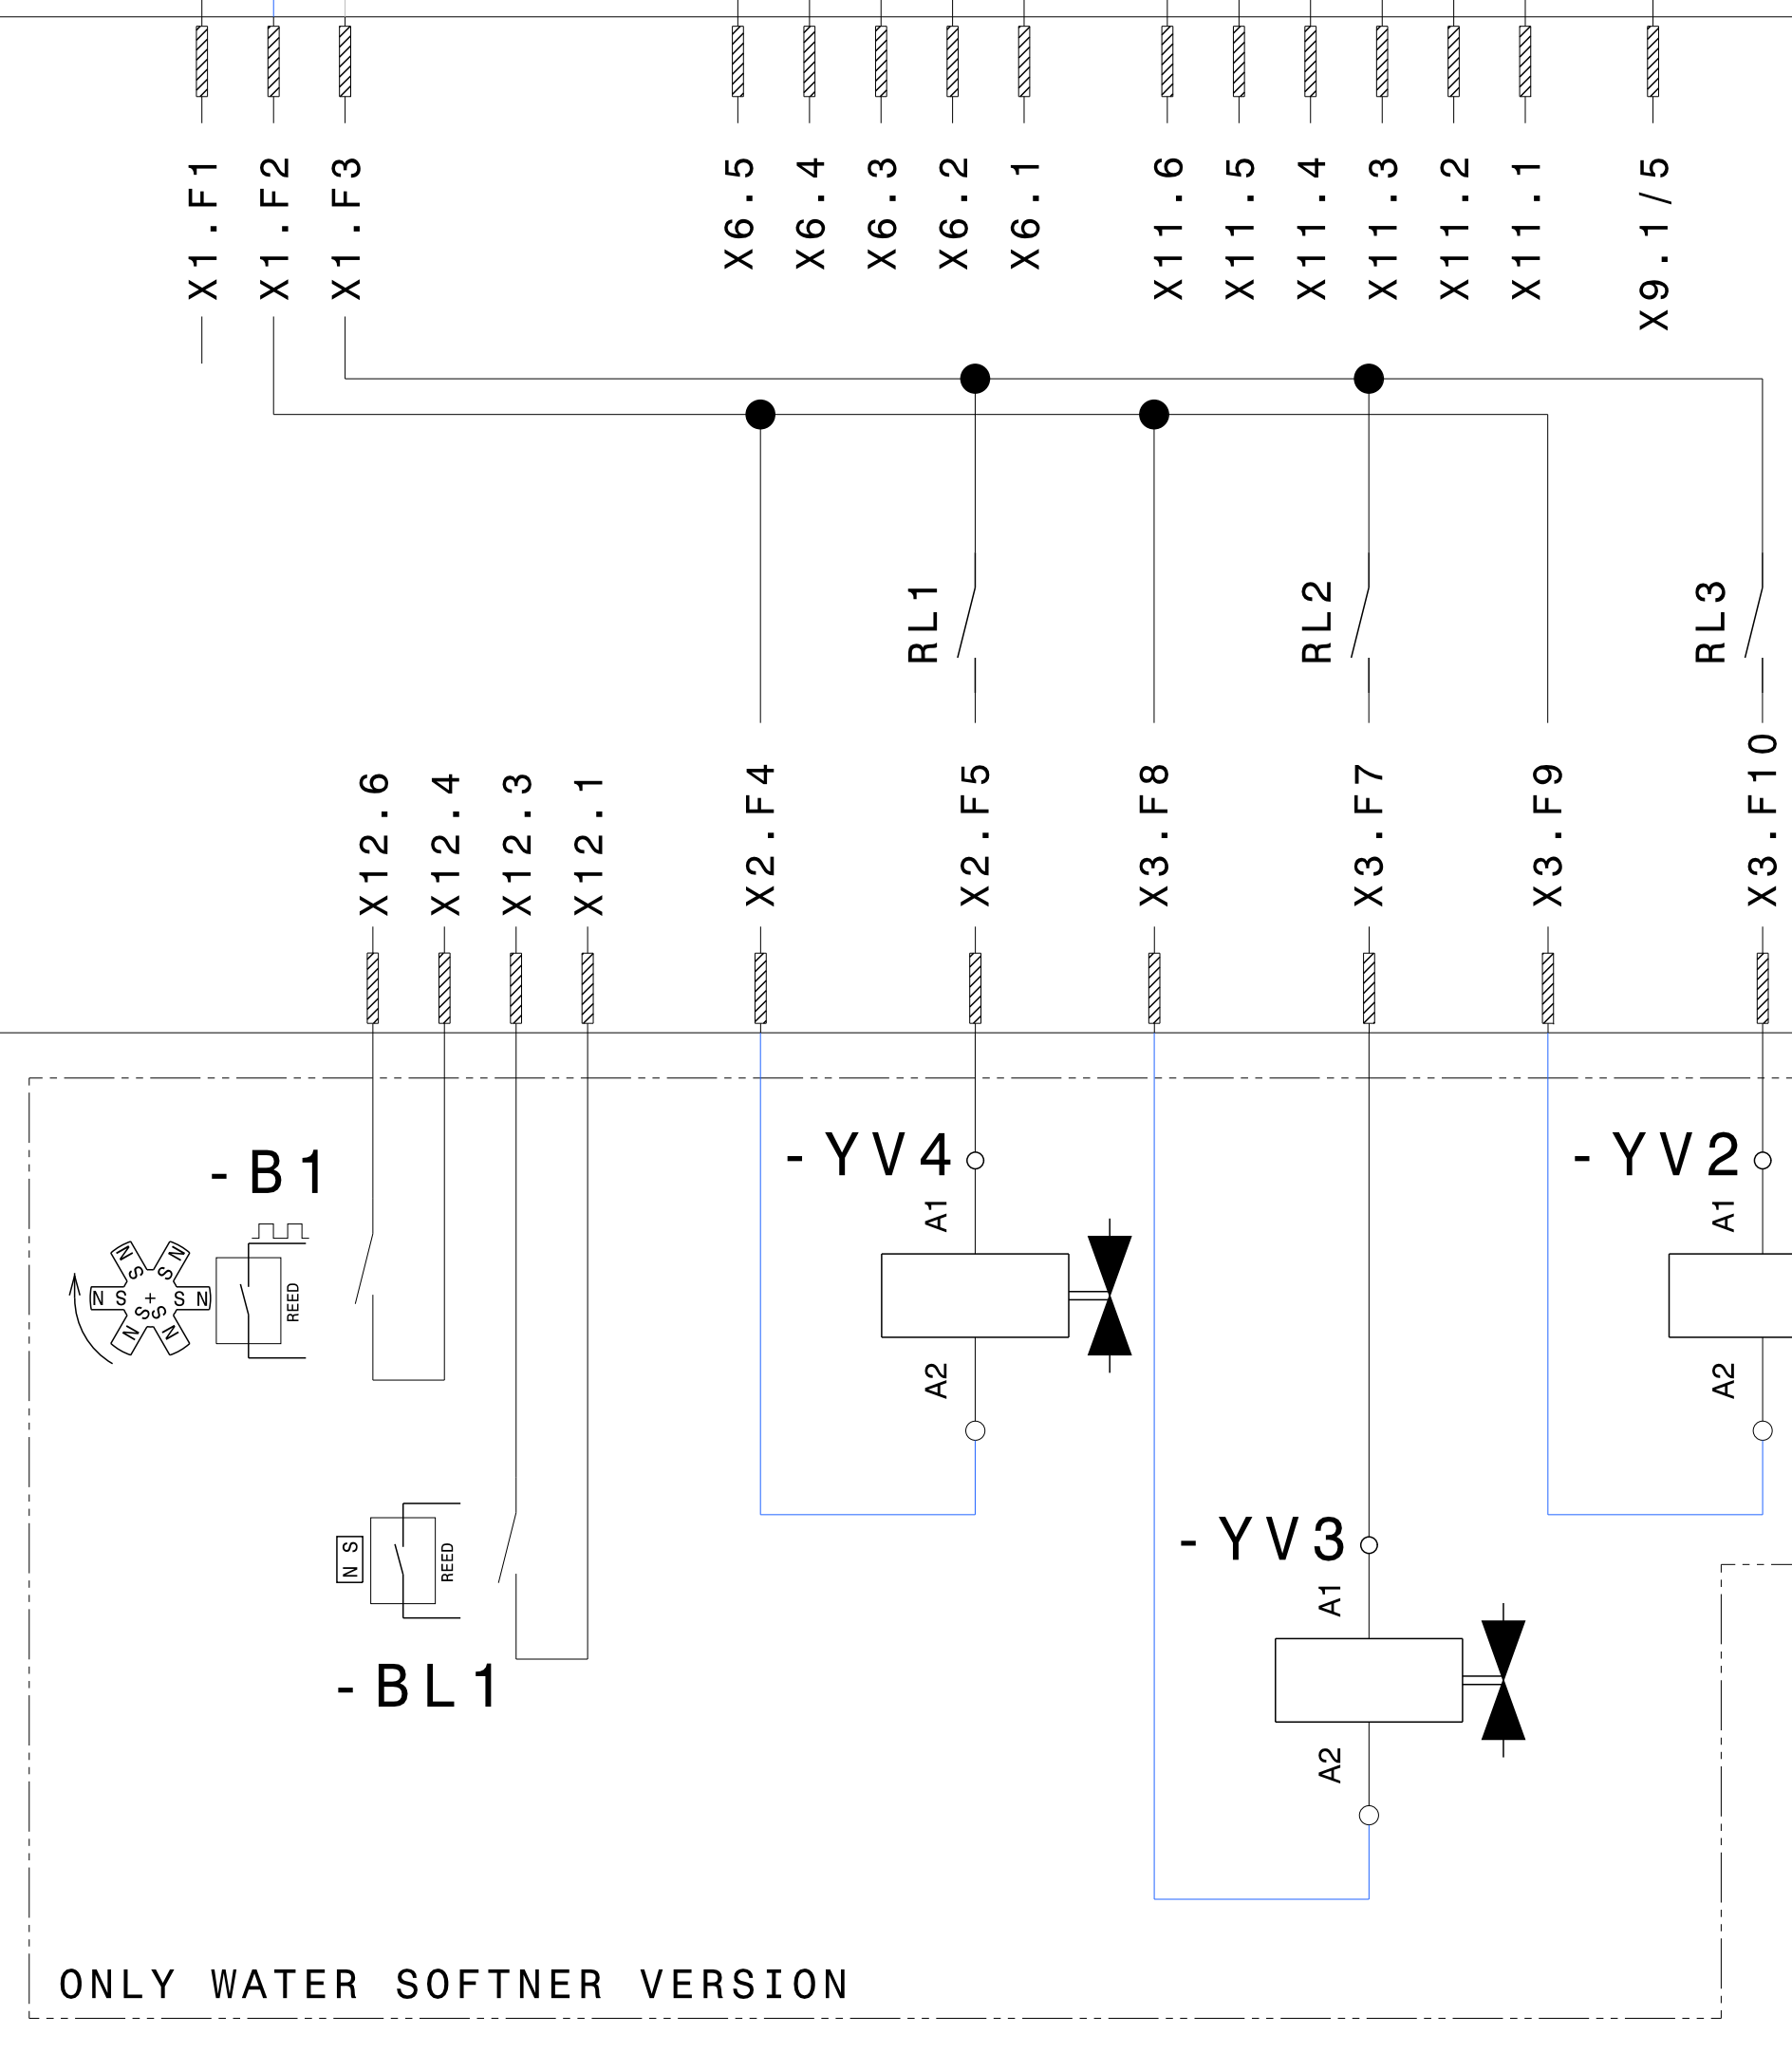 X1.F1
X1.F2
X1.F3
X6.5
X6.4
X6.3
X6.2
X6.1
X11.6
X11.5
X11.4
X11.3
X11.2
X11.1
X9.1/5
RL1
RL2
RL3
X12.6
X12.4
X12.3
X12.1
X2.F4
X2.F5
X3.F8
X3.F7
X3.F9
X3.F10
-B1
-YV4
-YV2
A1
A1
N S
N S
N S
S N
N S
N S
REED
A2
A2
N S
REED
-YV3
A1
-BL1
A2
ONLY WATER SOFTNER VERSION